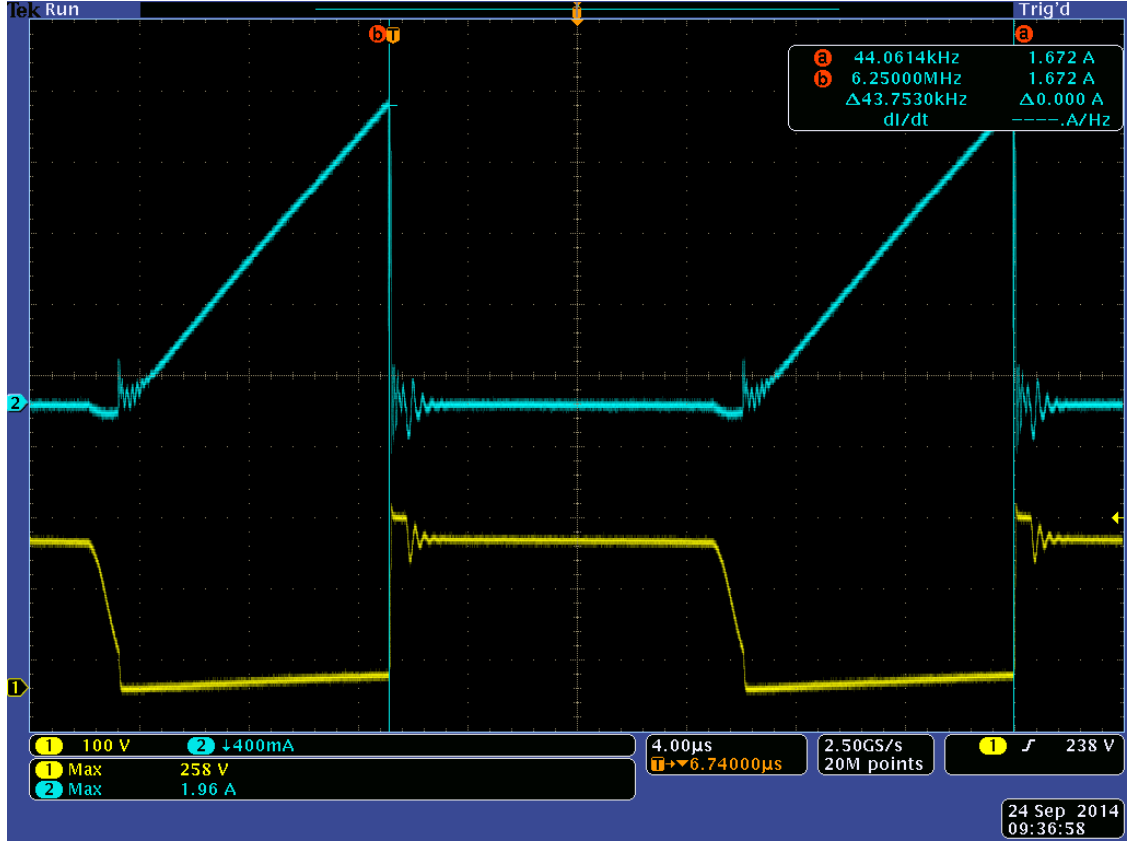 Tek Run Trig'd
b T a
a 44.0614kHz 1.672 A
b 6.25000MHz 1.672 A
Δ43.7530kHz Δ0.000 A
dI/dt ----.A/Hz
2
1
1 100 V 2 ↓400mA
1 Max 258 V
2 Max 1.96 A
4.00μs
T→▼6.74000μs
2.50GS/s
20M points
1 ƒ 238 V
24 Sep 2014
09:36:58